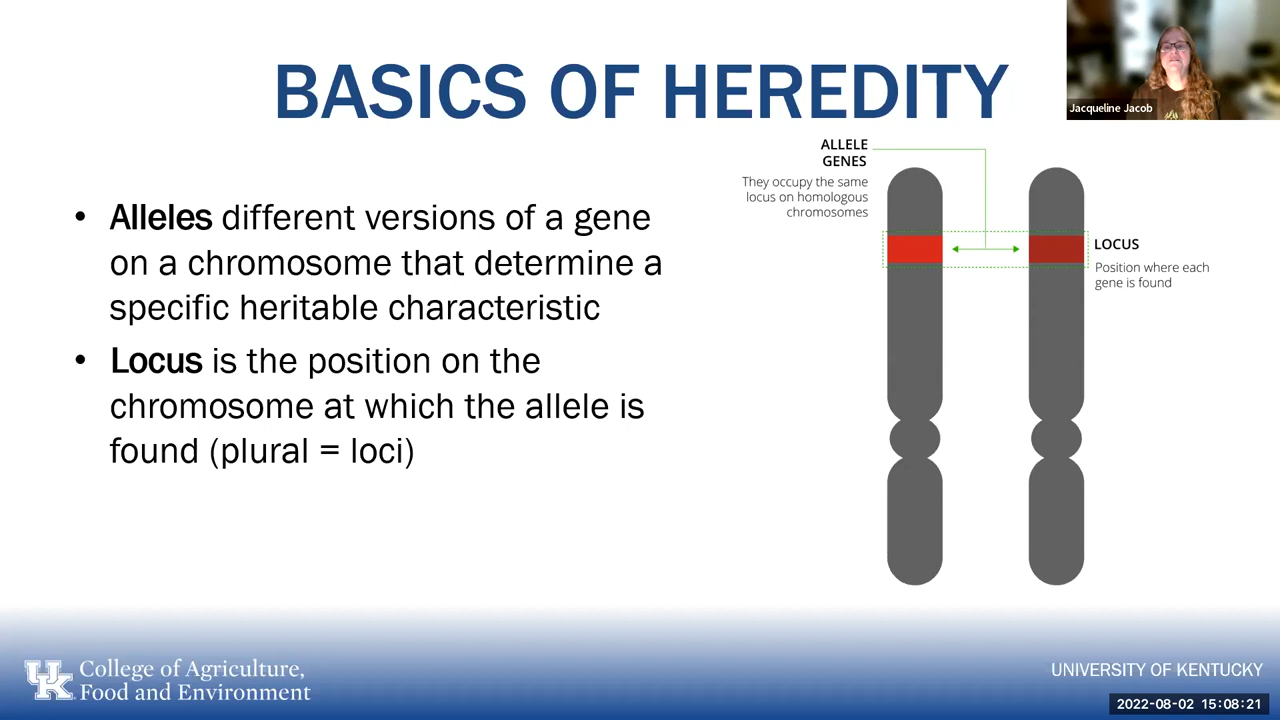 BASICS OF HEREDITY
Jacqueline Jacob
• Alleles different versions of a gene
on a chromosome that determine a
specific heritable characteristic
• Locus is the position on the
chromosome at which the allele is
found (plural = loci)
ALLELE
GENES
They occupy the same
locus on homologous
chromosomes
LOCUS
Position where each
gene is found
UK
College of Agriculture,
Food and Environment
UNIVERSITY OF KENTUCKY
2022-08-02 15:08:21